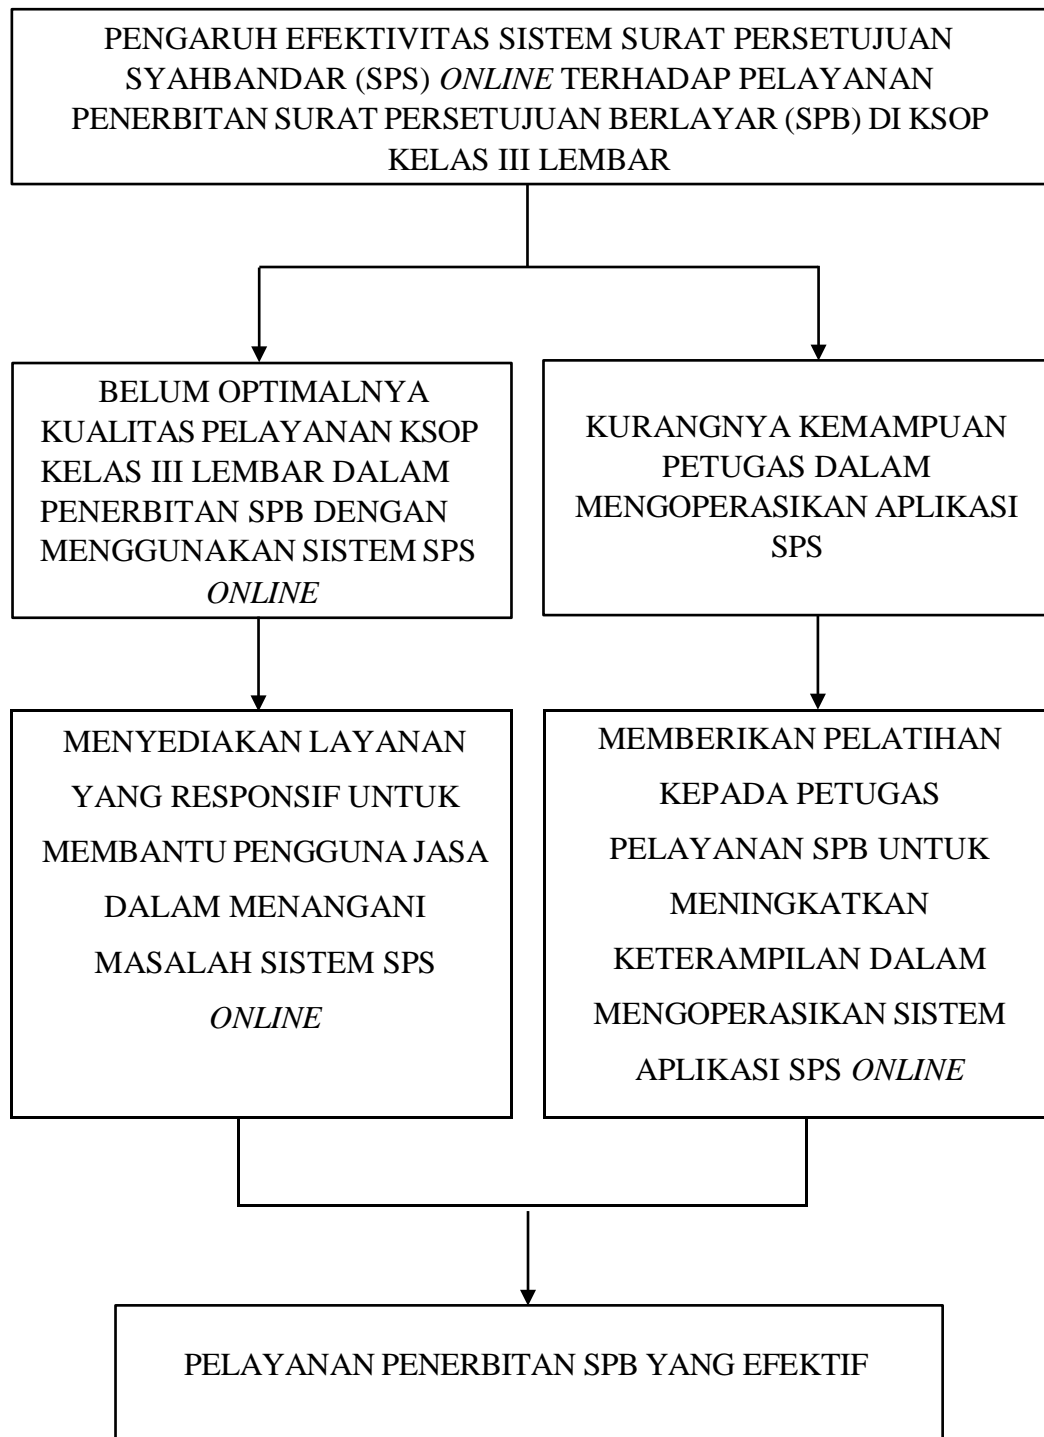 PENGARUH EFEKTIVITAS SISTEM SURAT PERSETUJUAN
SYAHBANDAR (SPS) ONLINE TERHADAP PELAYANAN
PENERBITAN SURAT PERSETUJUAN BERLAYAR (SPB) DI KSOP
KELAS III LEMBAR
BELUM OPTIMALNYA
KUALITAS PELAYANAN KSOP
KELAS III LEMBAR DALAM
PENERBITAN SPB DENGAN
MENGGUNAKAN SISTEM SPS
ONLINE
KURANGNYA KEMAMPUAN
PETUGAS DALAM
MENGOPERASIKAN APLIKASI
SPS
MENYEDIAKAN LAYANAN
YANG RESPONSIF UNTUK
MEMBANTU PENGGUNA JASA
DALAM MENANGANI
MASALAH SISTEM SPS
ONLINE
MEMBERIKAN PELATIHAN
KEPADA PETUGAS
PELAYANAN SPB UNTUK
MENINGKATKAN
KETERAMPILAN DALAM
MENGOPERASIKAN SISTEM
APLIKASI SPS ONLINE
PELAYANAN PENERBITAN SPB YANG EFEKTIF